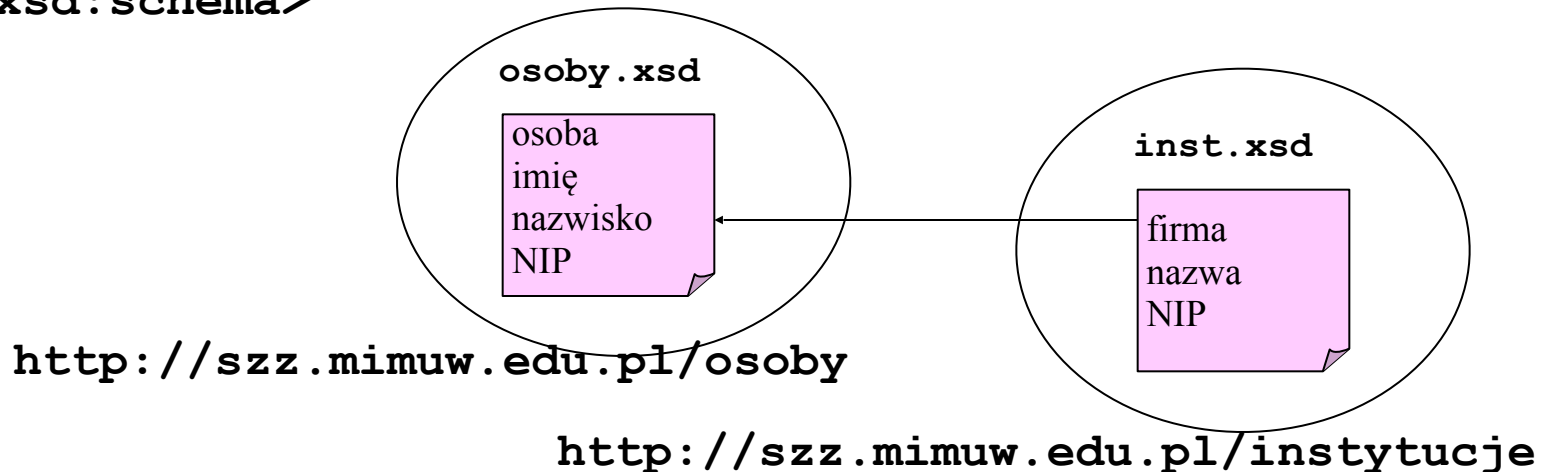 xsd:schema>
osoby.xsd
osoba
imię
nazwisko
NIP
inst.xsd
firma
nazwa
NIP
http://szz.mimuw.edu.pl/osoby
http://szz.mimuw.edu.pl/instytucje